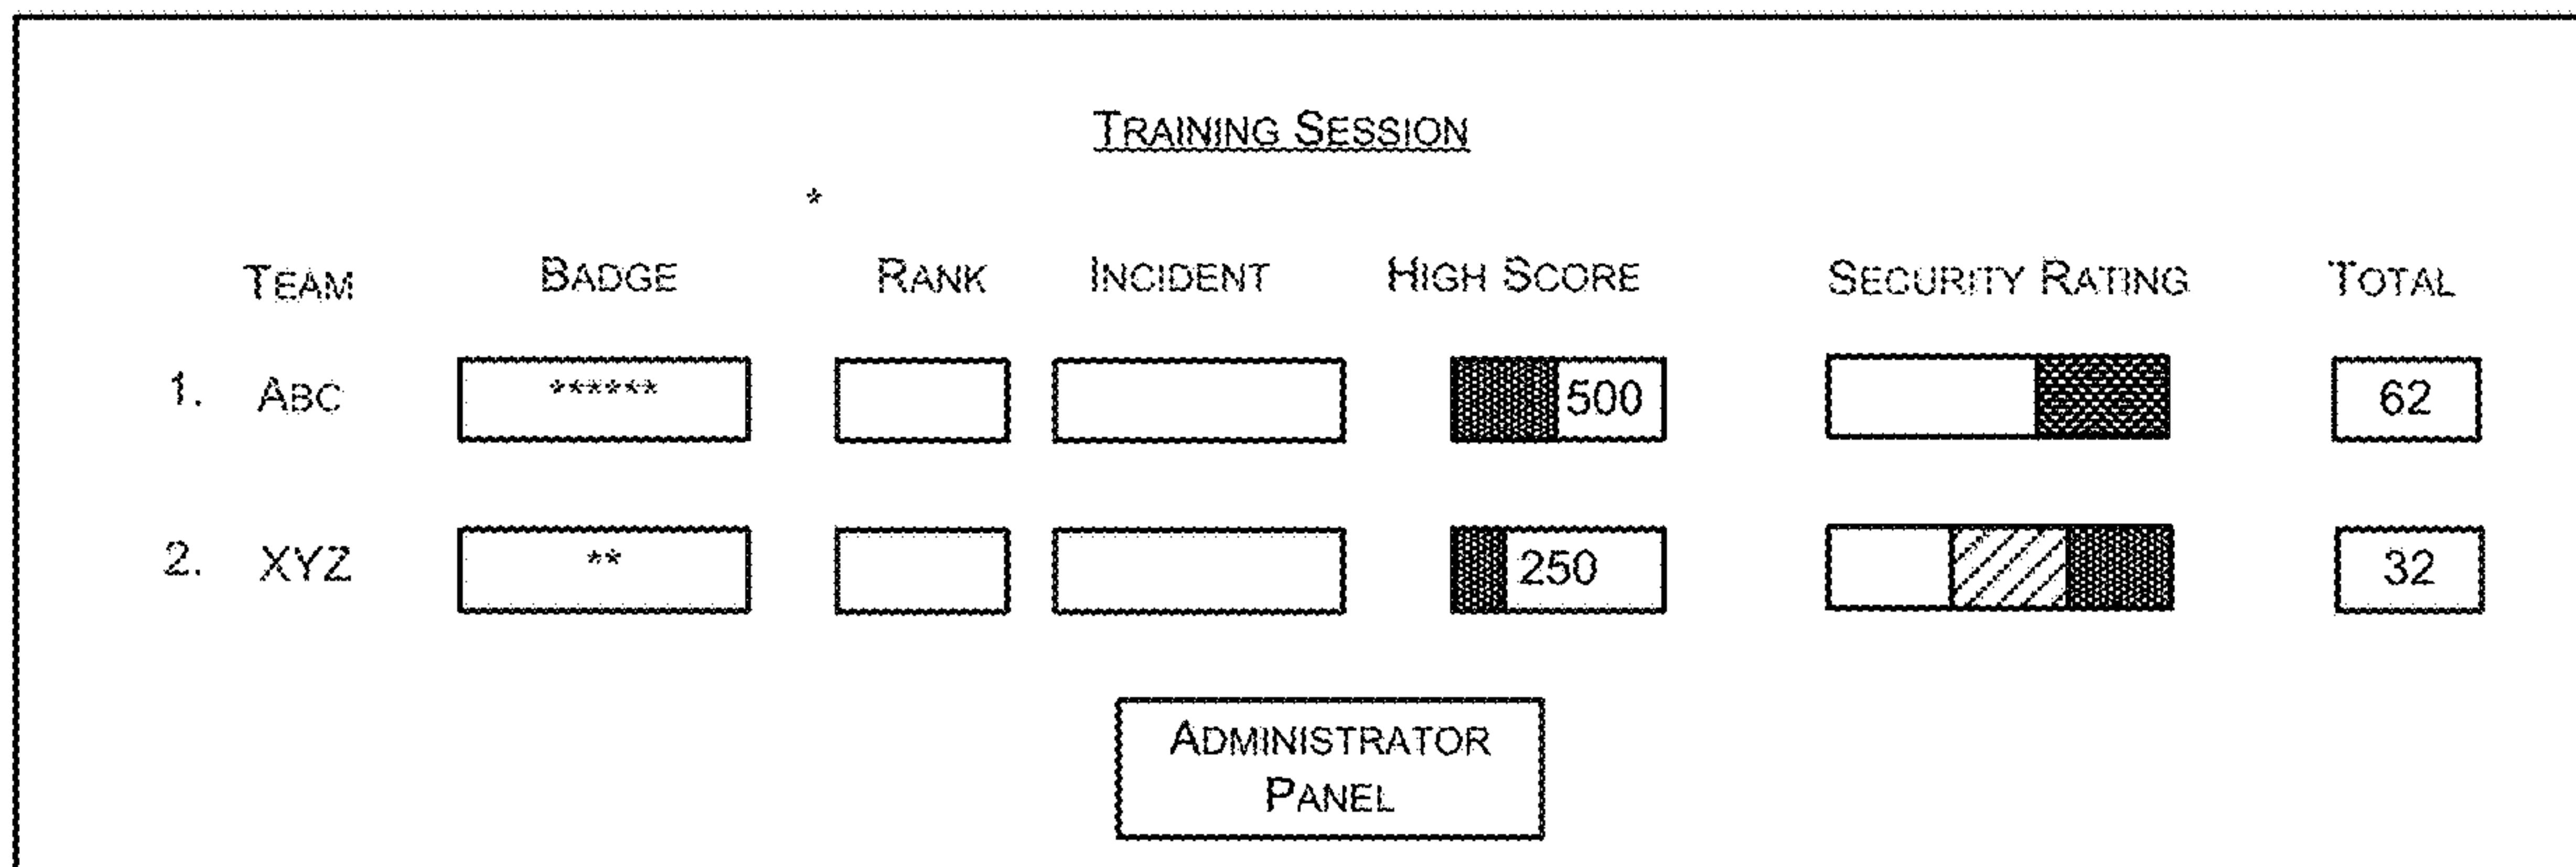 TRAINING SESSION
*
TEAM BADGE RANK INCIDENT HIGH SCORE SECURITY RATING TOTAL
1. ABC ****** 500 62
2. XYZ ** 250 32
ADMINISTRATOR
PANEL